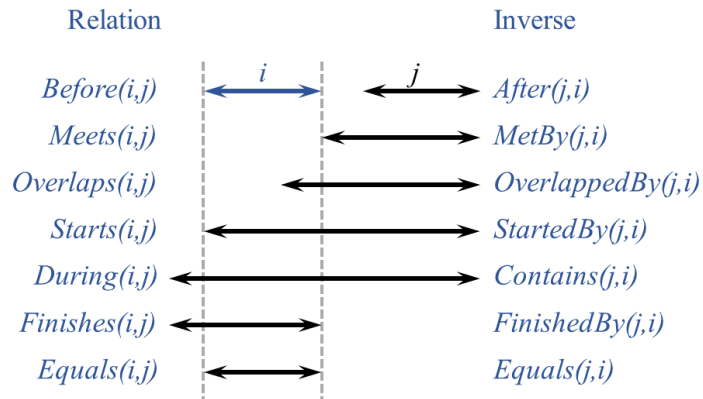 Relation Inverse
Before(i,j) i j After(j,i)
Meets(i,j) MetBy(j,i)
Overlaps(i,j) OverlappedBy(j,i)
Starts(i,j) StartedBy(j,i)
During(i,j) Contains(j,i)
Finishes(i,j) FinishedBy(j,i)
Equals(i,j) Equals(j,i)